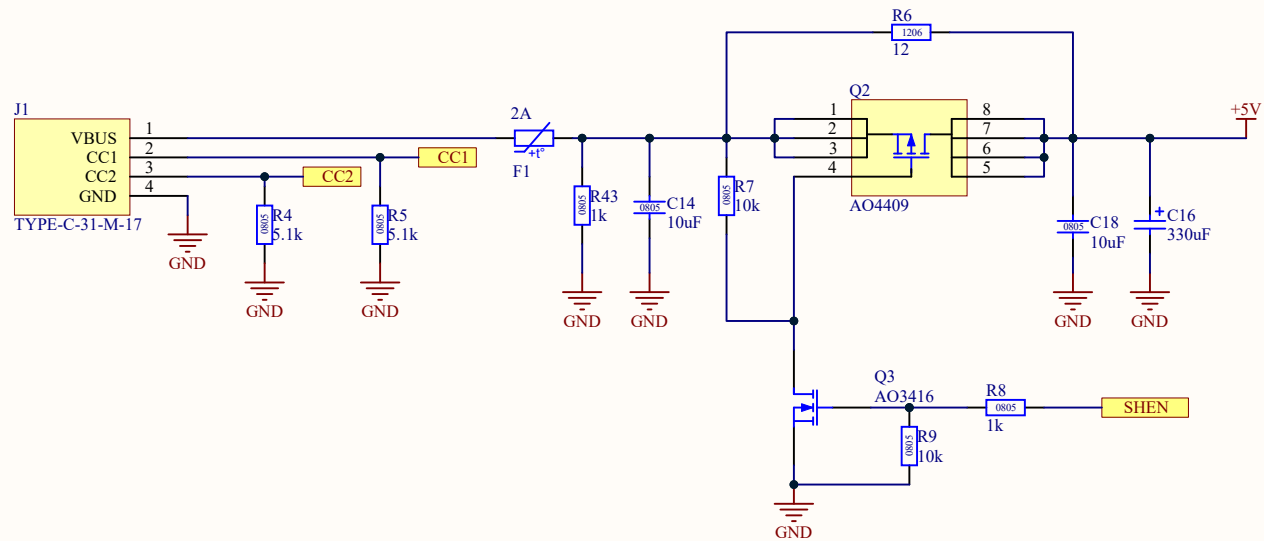 R6
1206
12
J1
VBUS 1
CC1 2
CC2 3
GND 4
TYPE-C-31-M-17
CC1
CC2
2A
+t°
F1
Q2
1 8
2 7
3 6
4 5
AO4409
+5V
0805
R4
5.1k
0805
R5
5.1k
0805
R43
1k
0805
C14
10uF
0805
R7
10k
0805
C18
10uF
+
C16
330uF
GND
GND
GND
GND
GND
GND
GND
Q3
AO3416
R8
0805
1k
SHEN
0805
R9
10k
GND